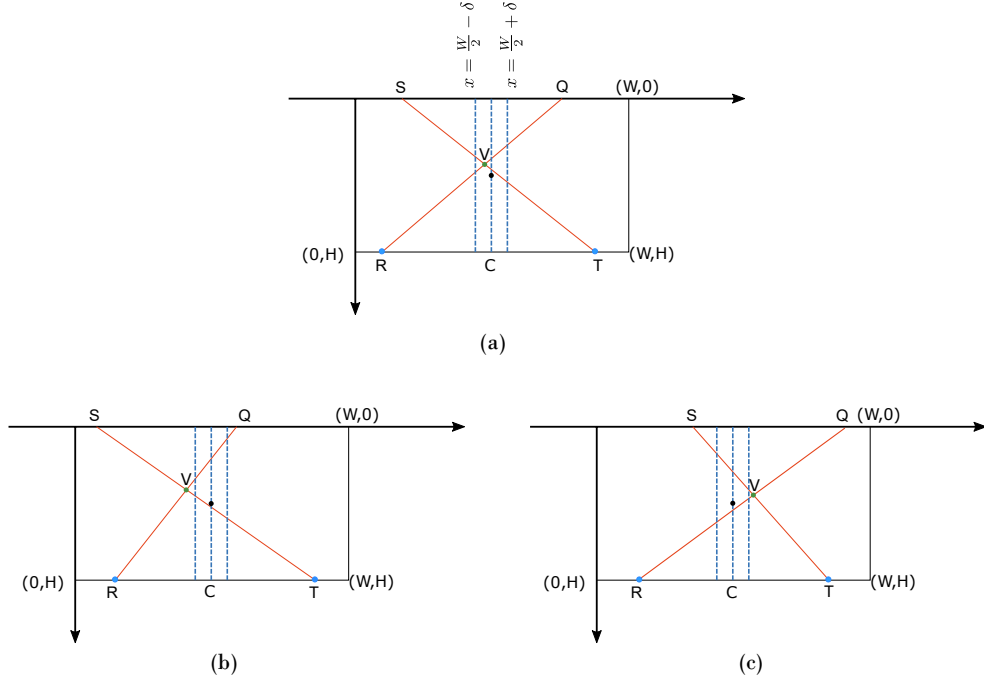 x = W/2 − δ
x = W/2 + δ
S Q (W,0)
V
(0,H) (W,H)
R C T
(a)
S Q (W,0)
V
(0,H) (W,H)
R C T
(b)
S Q (W,0)
V
(0,H) (W,H)
R C T
(c)